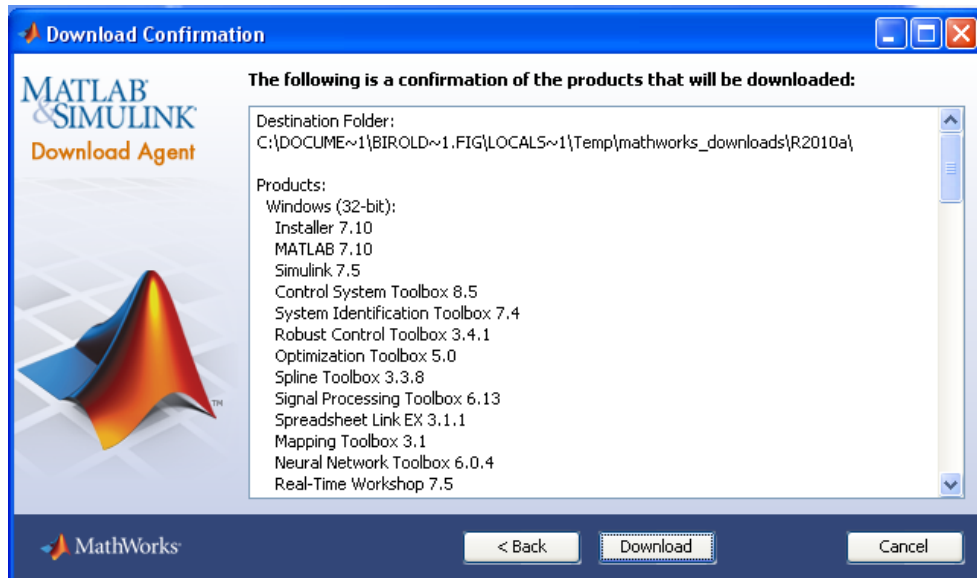 Download Confirmation
MATLAB
&SIMULINK
Download Agent
The following is a confirmation of the products that will be downloaded:
Destination Folder:
C:\DOCUME~1\BIROLD~1.FIG\LOCALS~1\Temp\mathworks_downloads\R2010a\
Products:
Windows (32-bit):
Installer 7.10
MATLAB 7.10
Simulink 7.5
Control System Toolbox 8.5
System Identification Toolbox 7.4
Robust Control Toolbox 3.4.1
Optimization Toolbox 5.0
Spline Toolbox 3.3.8
Signal Processing Toolbox 6.13
Spreadsheet Link EX 3.1.1
Mapping Toolbox 3.1
Neural Network Toolbox 6.0.4
Real-Time Workshop 7.5
TM
MathWorks
< Back
Download
Cancel